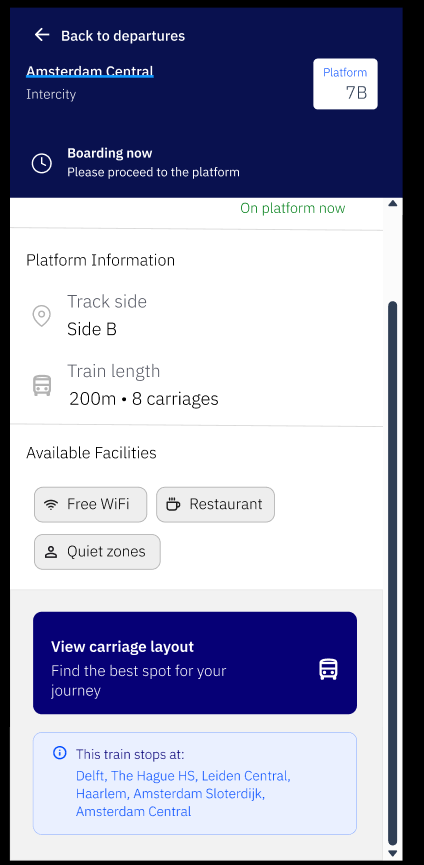 Back to departures
Amsterdam Central
Intercity
Platform
7B
Boarding now
Please proceed to the platform
On platform now
Platform Information
Track side
Side B
Train length
200m • 8 carriages
Available Facilities
Free WiFi
Restaurant
Quiet zones
View carriage layout
Find the best spot for your
journey
This train stops at:
Delft, The Hague HS, Leiden Central,
Haarlem, Amsterdam Sloterdijk,
Amsterdam Central